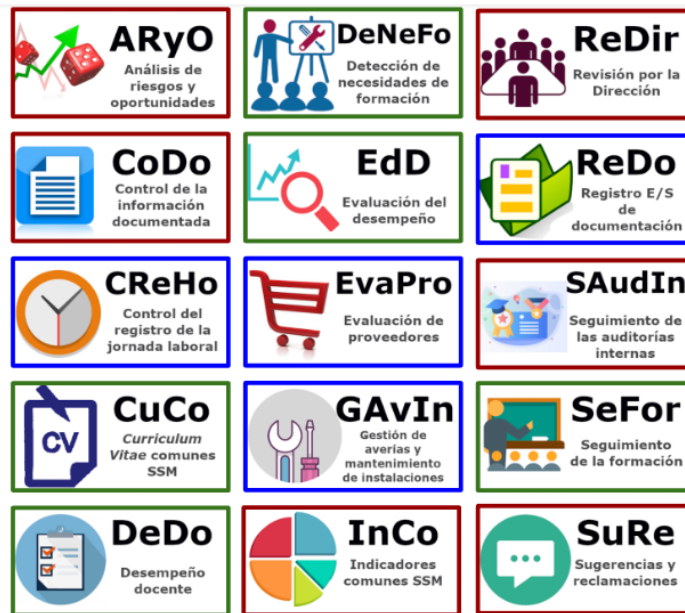 ARyO
Análisis de
riesgos y
oportunidades
DeNeFo
Detección de
necesidades de
formación
ReDir
Revisión por la
Dirección
CoDo
Control de la
información
documentada
EdD
Evaluación del
desempeño
ReDo
Registro E/S
de
documentación
CReHo
Control del
registro de la
jornada laboral
EvaPro
Evaluación de
proveedores
SAudIn
Seguimiento de
las auditorías
internas
CV
CuCo
Curriculum
Vitae comunes
SSM
GAvIn
Gestión de
averías y
mantenimiento
de instalaciones
SeFor
Seguimiento
de la formación
DeDo
Desempeño
docente
InCo
Indicadores
comunes SSM
SuRe
Sugerencias y
reclamaciones